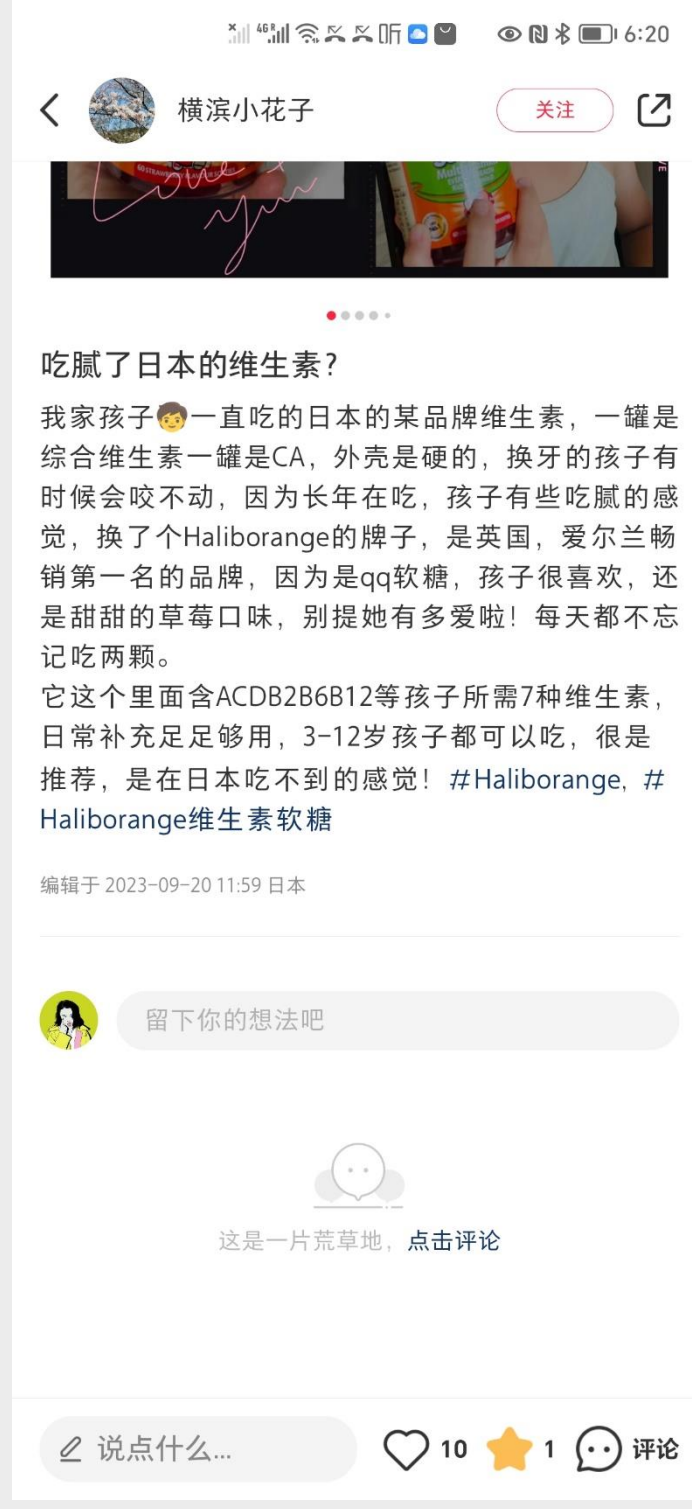 46 R
听
6:20
横滨小花子
关注
60 STRAWBERRY FLAVOUR SOFTIES
Love
you
Multi
吃腻了日本的维生素?
我家孩子🧒一直吃的日本的某品牌维生素，一罐是
综合维生素一罐是CA，外壳是硬的，换牙的孩子有
时候会咬不动，因为长年在吃，孩子有些吃腻的感
觉，换了个Haliborange的牌子，是英国，爱尔兰畅
销第一名的品牌，因为是qq软糖，孩子很喜欢，还
是甜甜的草莓口味，别提她有多爱啦！每天都不忘
记吃两颗。
它这个里面含ACDB2B6B12等孩子所需7种维生素，
日常补充足足够用，3-12岁孩子都可以吃，很是
推荐，是在日本吃不到的感觉！#Haliborange, #
Haliborange维生素软糖
编辑于 2023-09-20 11:59 日本
留下你的想法吧
这是一片荒草地，点击评论
说点什么...
10
1
评论